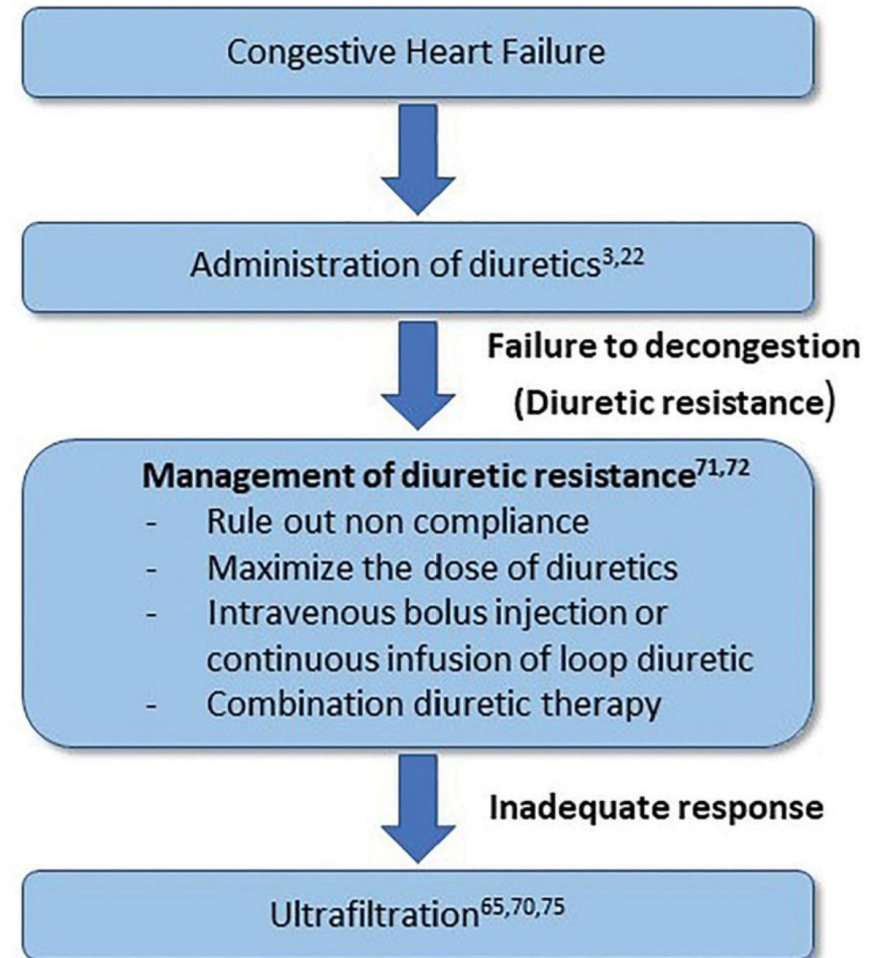 Congestive Heart Failure
Administration of diuretics3,22
Failure to decongestion
(Diuretic resistance)
Management of diuretic resistance71,72
- Rule out non compliance
- Maximize the dose of diuretics
- Intravenous bolus injection or
continuous infusion of loop diuretic
- Combination diuretic therapy
Inadequate response
Ultrafiltration65,70,75